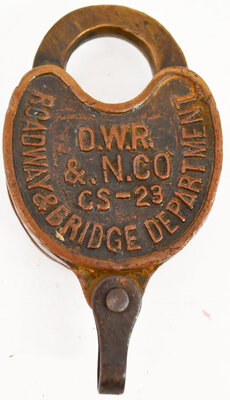 O.W.R.
& N.CO
CS-23
ROADWAY & BRIDGE DEPARTMENT